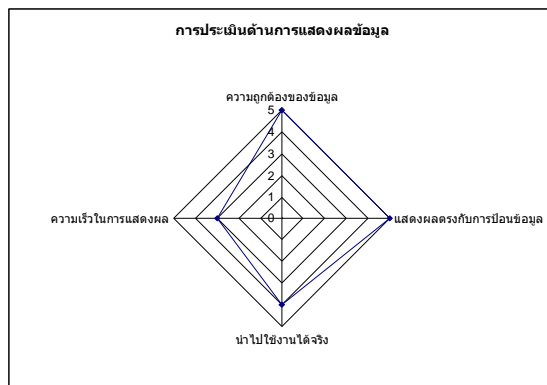 การประเมินด้านการแสดงผลข้อมูล
ความถูกต้องของข้อมูล
5
4
3
2
1
0
ความเร็วในการแสดงผล
แสดงผลตรงกับการป้อนข้อมูล
นำไปใช้งานได้จริง